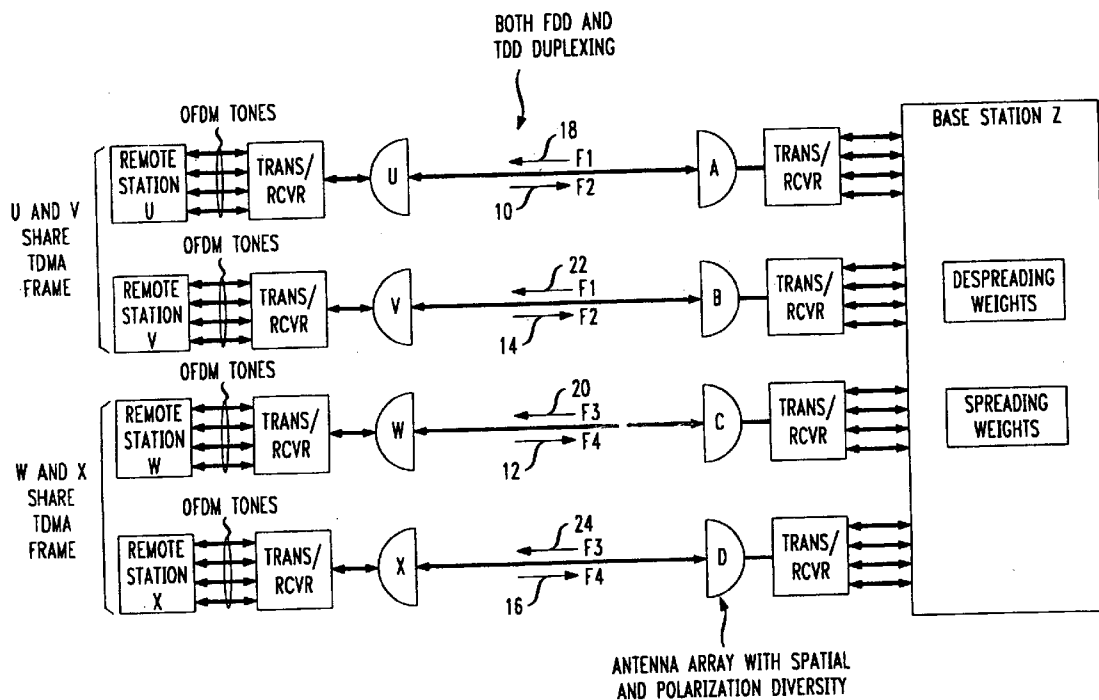 BOTH FDD AND
TDD DUPLEXING
OFDM TONES
REMOTE
STATION
U
TRANS/
RCVR
U
18
F1
F2
10
A
TRANS/
RCVR
BASE STATION Z
U AND V
SHARE
TDMA
FRAME
OFDM TONES
REMOTE
STATION
V
TRANS/
RCVR
V
22
F1
F2
14
B
TRANS/
RCVR
DESPREADING
WEIGHTS
OFDM TONES
REMOTE
STATION
W
TRANS/
RCVR
W
20
F3
F4
12
C
TRANS/
RCVR
SPREADING
WEIGHTS
W AND X
SHARE
TDMA
FRAME
OFDM TONES
REMOTE
STATION
X
TRANS/
RCVR
X
24
F3
F4
16
D
TRANS/
RCVR
ANTENNA ARRAY WITH SPATIAL
AND POLARIZATION DIVERSITY